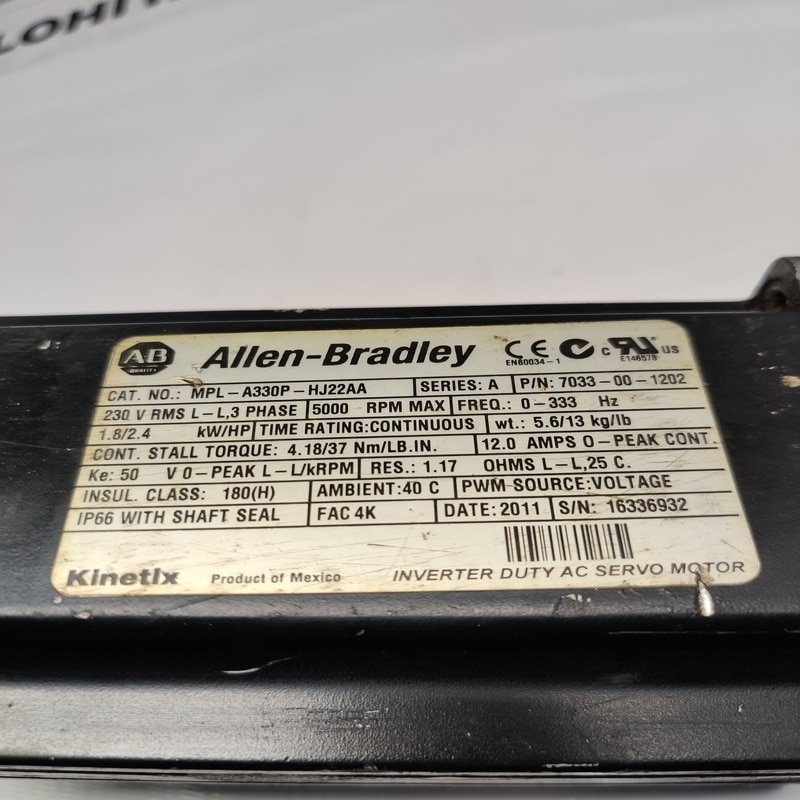 AB
QUALITY
Allen-Bradley
CE
EN60034-1
c
US
E146578
CAT. NO.: MPL-A330P-HJ22AA
SERIES: A
P/N: 7033-00-1202
230 V RMS L-L,3 PHASE
5000 RPM MAX
FREQ.: 0-333 Hz
1.8/2.4 kW/HP
TIME RATING:CONTINUOUS
wt.: 5.6/13 kg/lb
CONT. STALL TORQUE: 4.18/37 Nm/LB.IN.
12.0 AMPS 0-PEAK CONT.
Ke: 50 V 0-PEAK L-L/kRPM
RES.: 1.17 OHMS L-L,25 C.
INSUL. CLASS: 180(H)
AMBIENT:40 C
PWM SOURCE:VOLTAGE
IP66 WITH SHAFT SEAL
FAC 4K
DATE: 2011
S/N: 16336932
Kinetix
Product of Mexico
INVERTER DUTY AC SERVO MOTOR